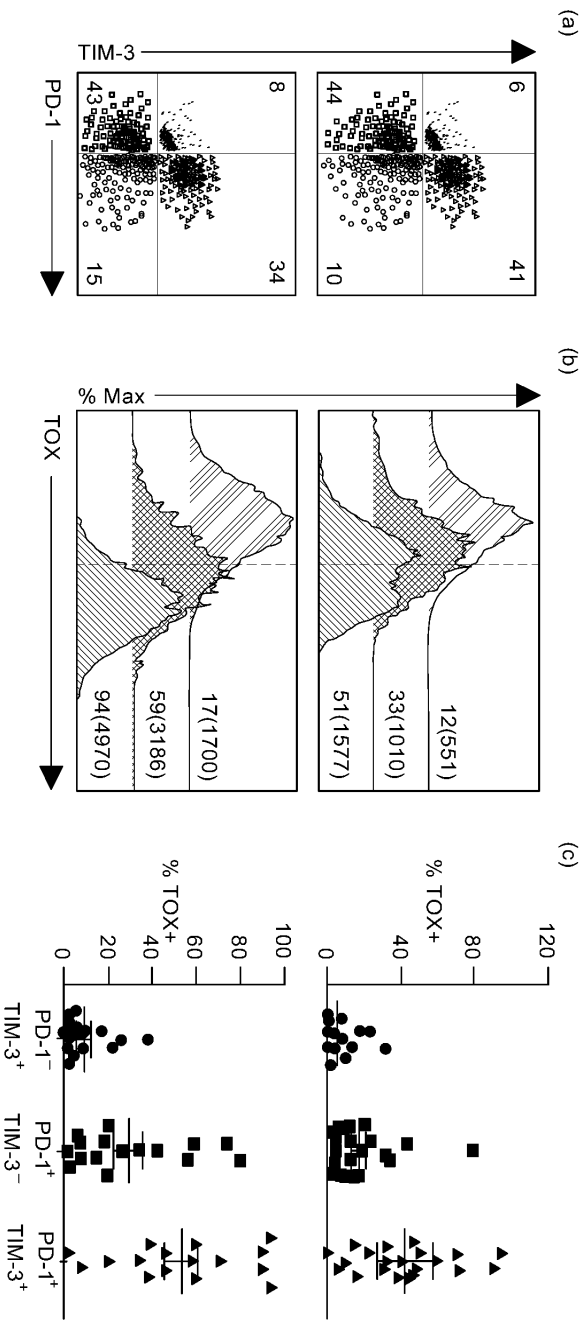 (a)
TIM-3
6
41
44
10
8
34
43
15
PD-1
(b)
% Max
12(551)
33(1010)
51(1577)
17(1700)
59(3186)
94(4970)
TOX
(c)
% TOX+
120
80
40
0
% TOX+
100
80
60
40
20
0
PD-1⁻ PD-1⁺ PD-1⁺
TIM-3⁺ TIM-3⁻ TIM-3⁺